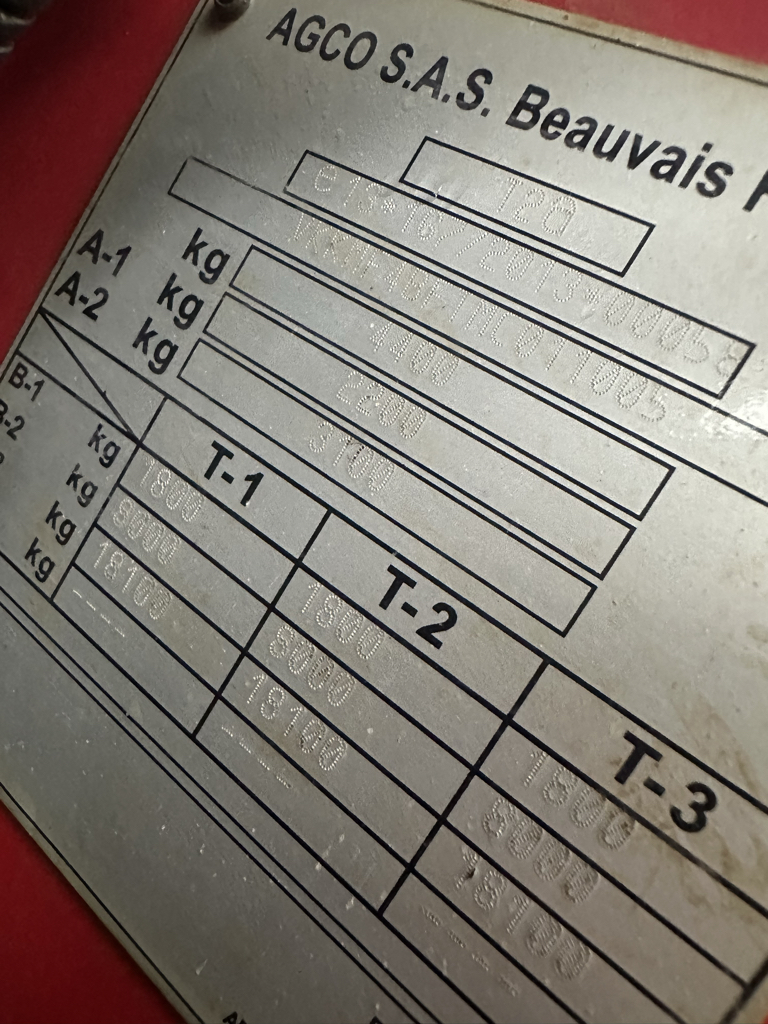 AGCO S.A.S. Beauvais
T2a
e13*167/2013*00058
A-1 kg 4400
A-2 kg 2200
kg 3100
T-1 T-2 T-3
B-1 kg 1800 1800 1800
B-2 kg 8000 8000 8000
kg 18100 18100 18100
kg ---- ---- ----